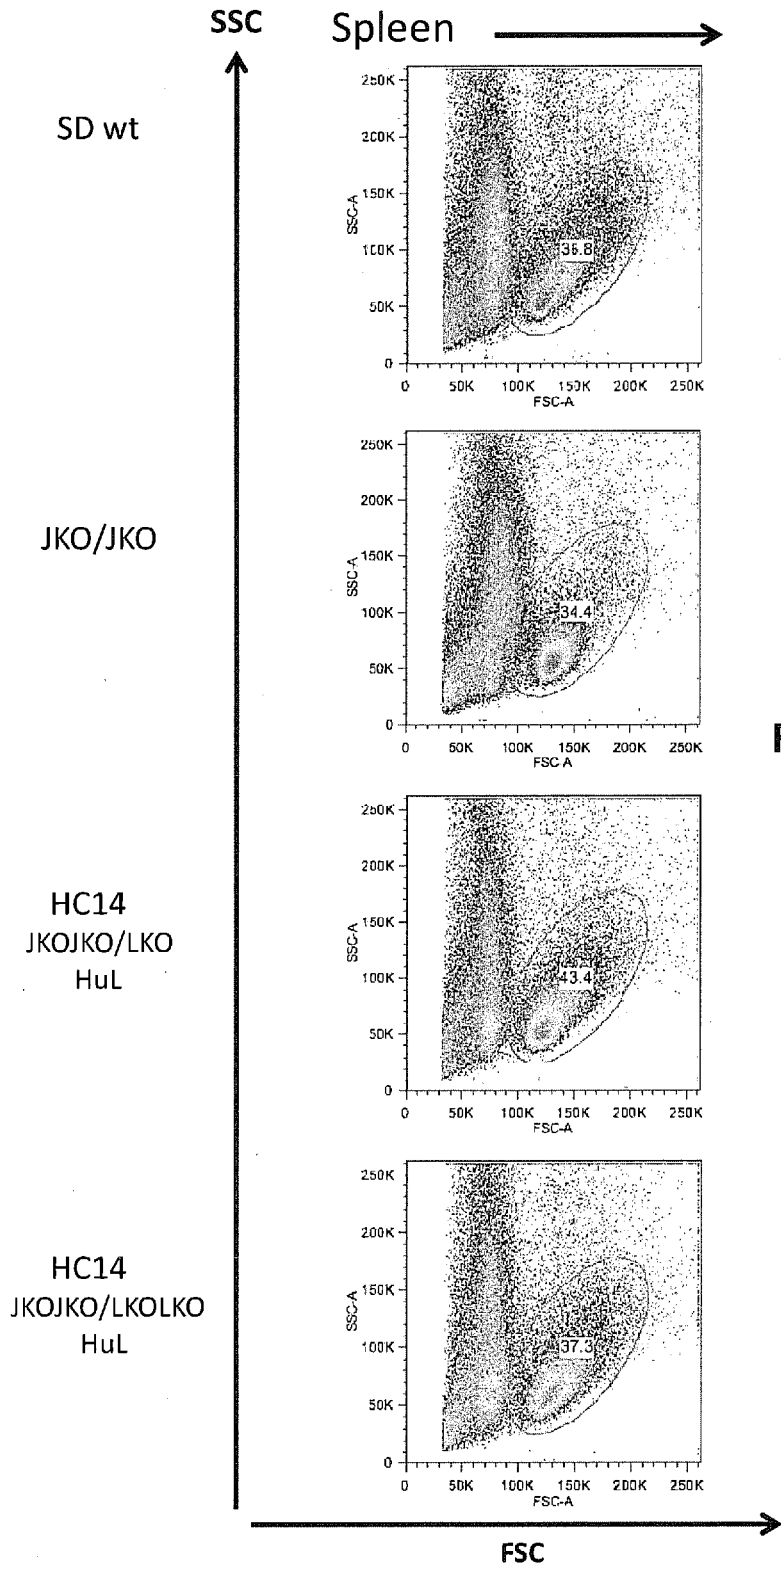 SSC Spleen
SD wt
250K
200K
150K
100K
50K
0
SSC-A
36.8
0 50K 100K 150K 200K 250K
FSC-A
JKO/JKO
250K
200K
150K
100K
50K
0
SSC-A
34.4
0 50K 100K 150K 200K 250K
FSC-A
HC14
JKOJKO/LKO
HuL
250K
200K
150K
100K
50K
0
SSC-A
43.4
0 50K 100K 150K 200K 250K
FSC-A
HC14
JKOJKO/LKOLKO
HuL
250K
200K
150K
100K
50K
0
SSC-A
37.3
0 50K 100K 150K 200K 250K
FSC-A
FSC